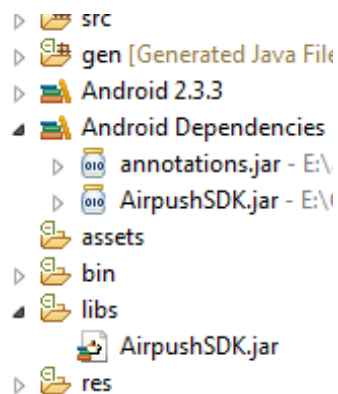 src
gen [Generated Java File
Android 2.3.3
Android Dependencies
annotations.jar - E:\
AirpushSDK.jar - E:\
assets
bin
libs
AirpushSDK.jar
res